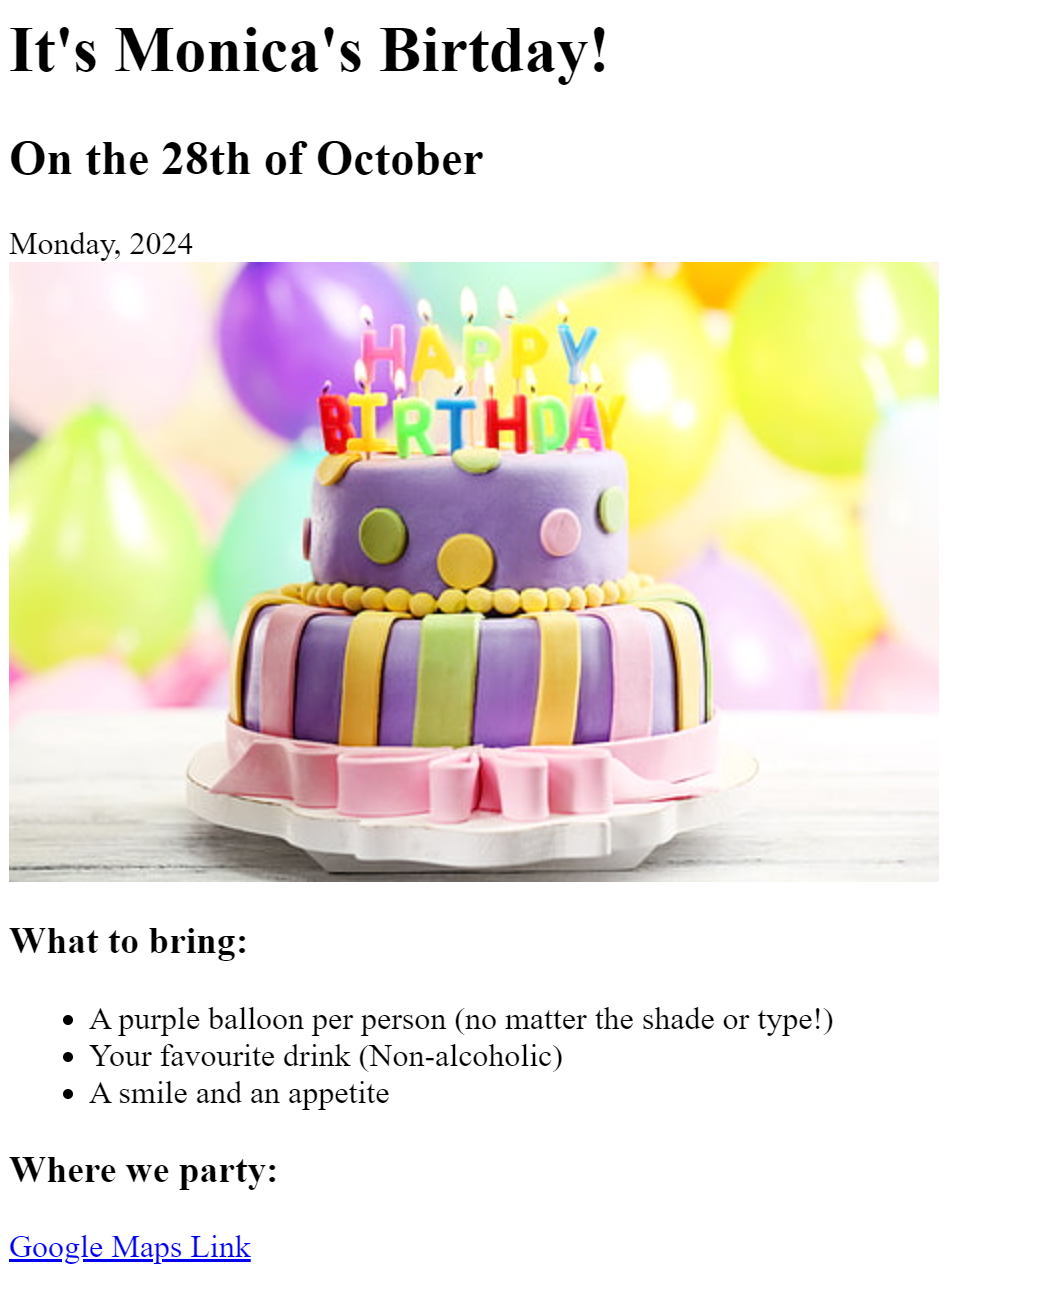 It's Monica's Birtday!
On the 28th of October
Monday, 2024
HAPPY
BIRTHDAY
What to bring:
A purple balloon per person (no matter the shade or type!)
Your favourite drink (Non-alcoholic)
A smile and an appetite
Where we party:
Google Maps Link